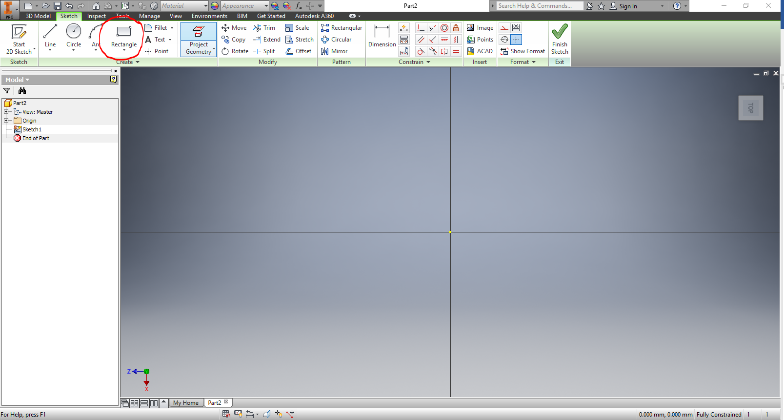 Material
Appearance
Part2
Sign In
PRO
3D Model Sketch Inspect Tools Manage View Environments BIM Get Started Autodesk 360
Start
2D Sketch
Line
Circle
Arc
Rectangle
Fillet
Text
Point
Project
Geometry
Move
Copy
Rotate
Trim
Extend
Split
Scale
Stretch
Offset
Rectangular
Circular
Mirror
Dimension
Image
Points
ACAD
Show Format
Finish
Sketch
Sketch
Create
Modify
Pattern
Constrain
Insert
Format
Exit
Model
Part2
View: Master
Origin
Sketch1
End of Part
TOP
Z
X
My Home
Part2
For Help, press F1
0.000 mm, 0.000 mm
Fully Constrained
1
1